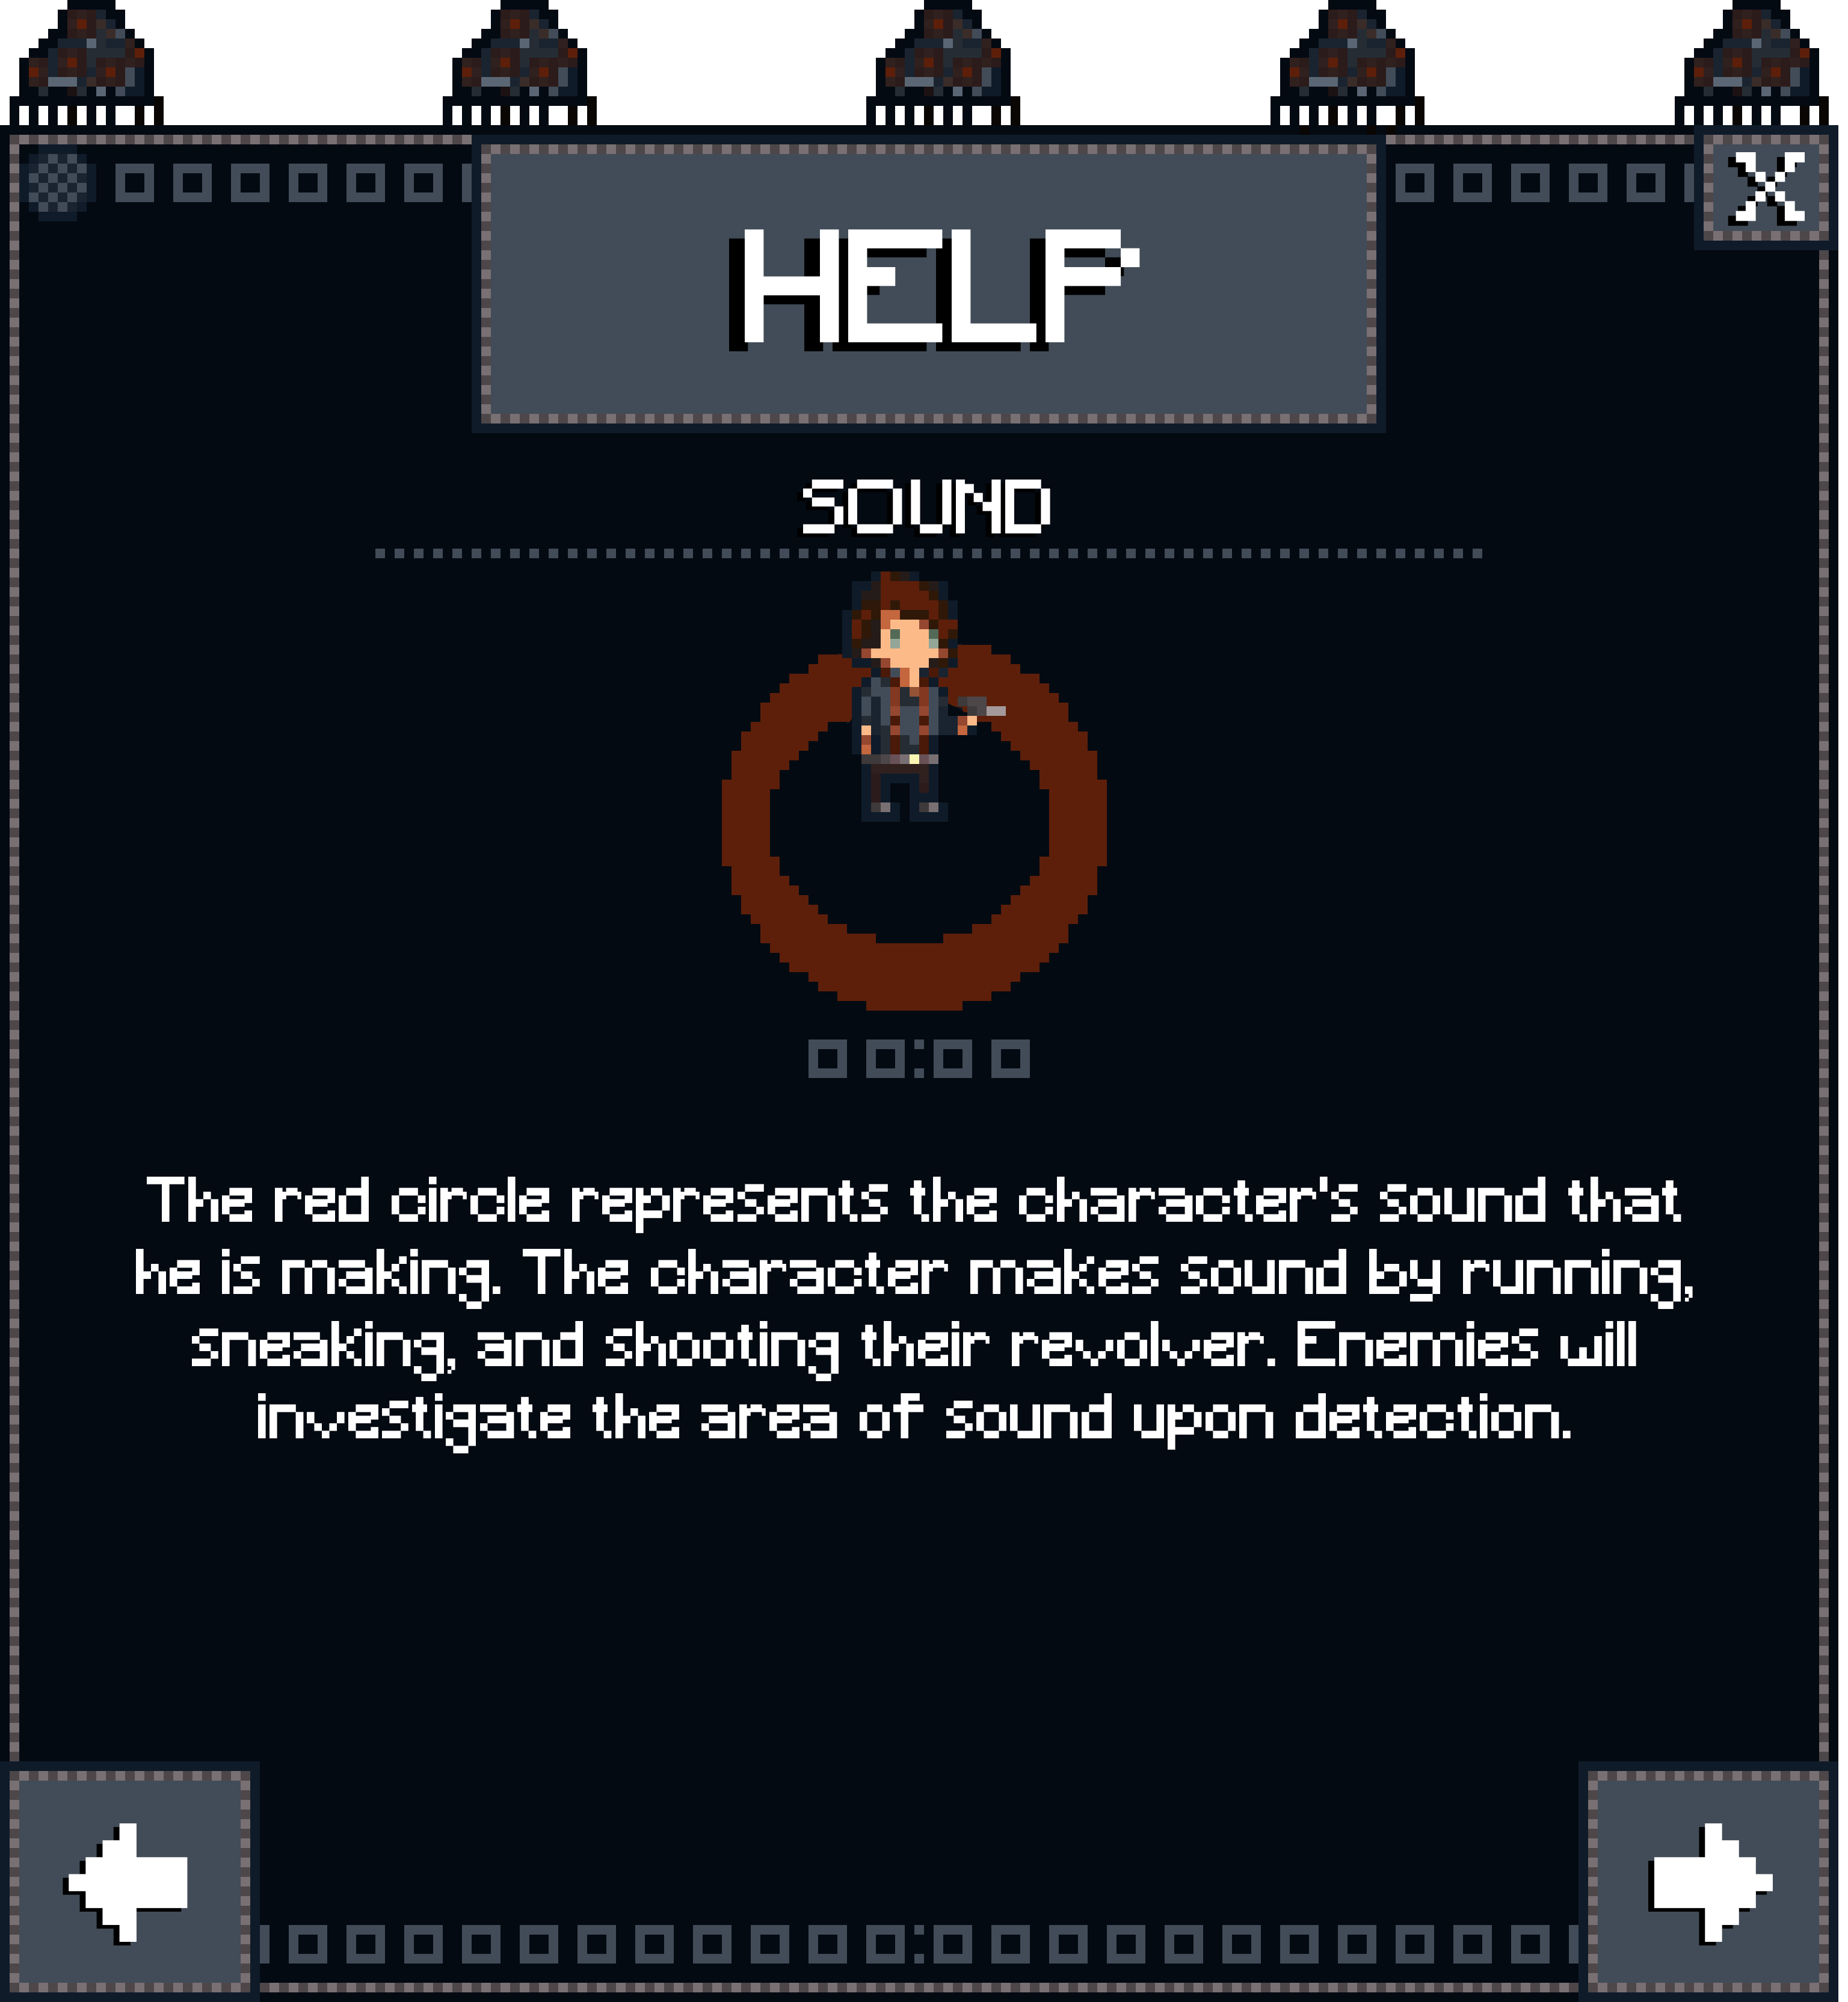 X
HELP
SOUND
The red circle represents the character's sound that
he is making. The character makes sound by running,
sneaking, and shooting their revolver. Enemies will
investigate the area of sound upon detection.